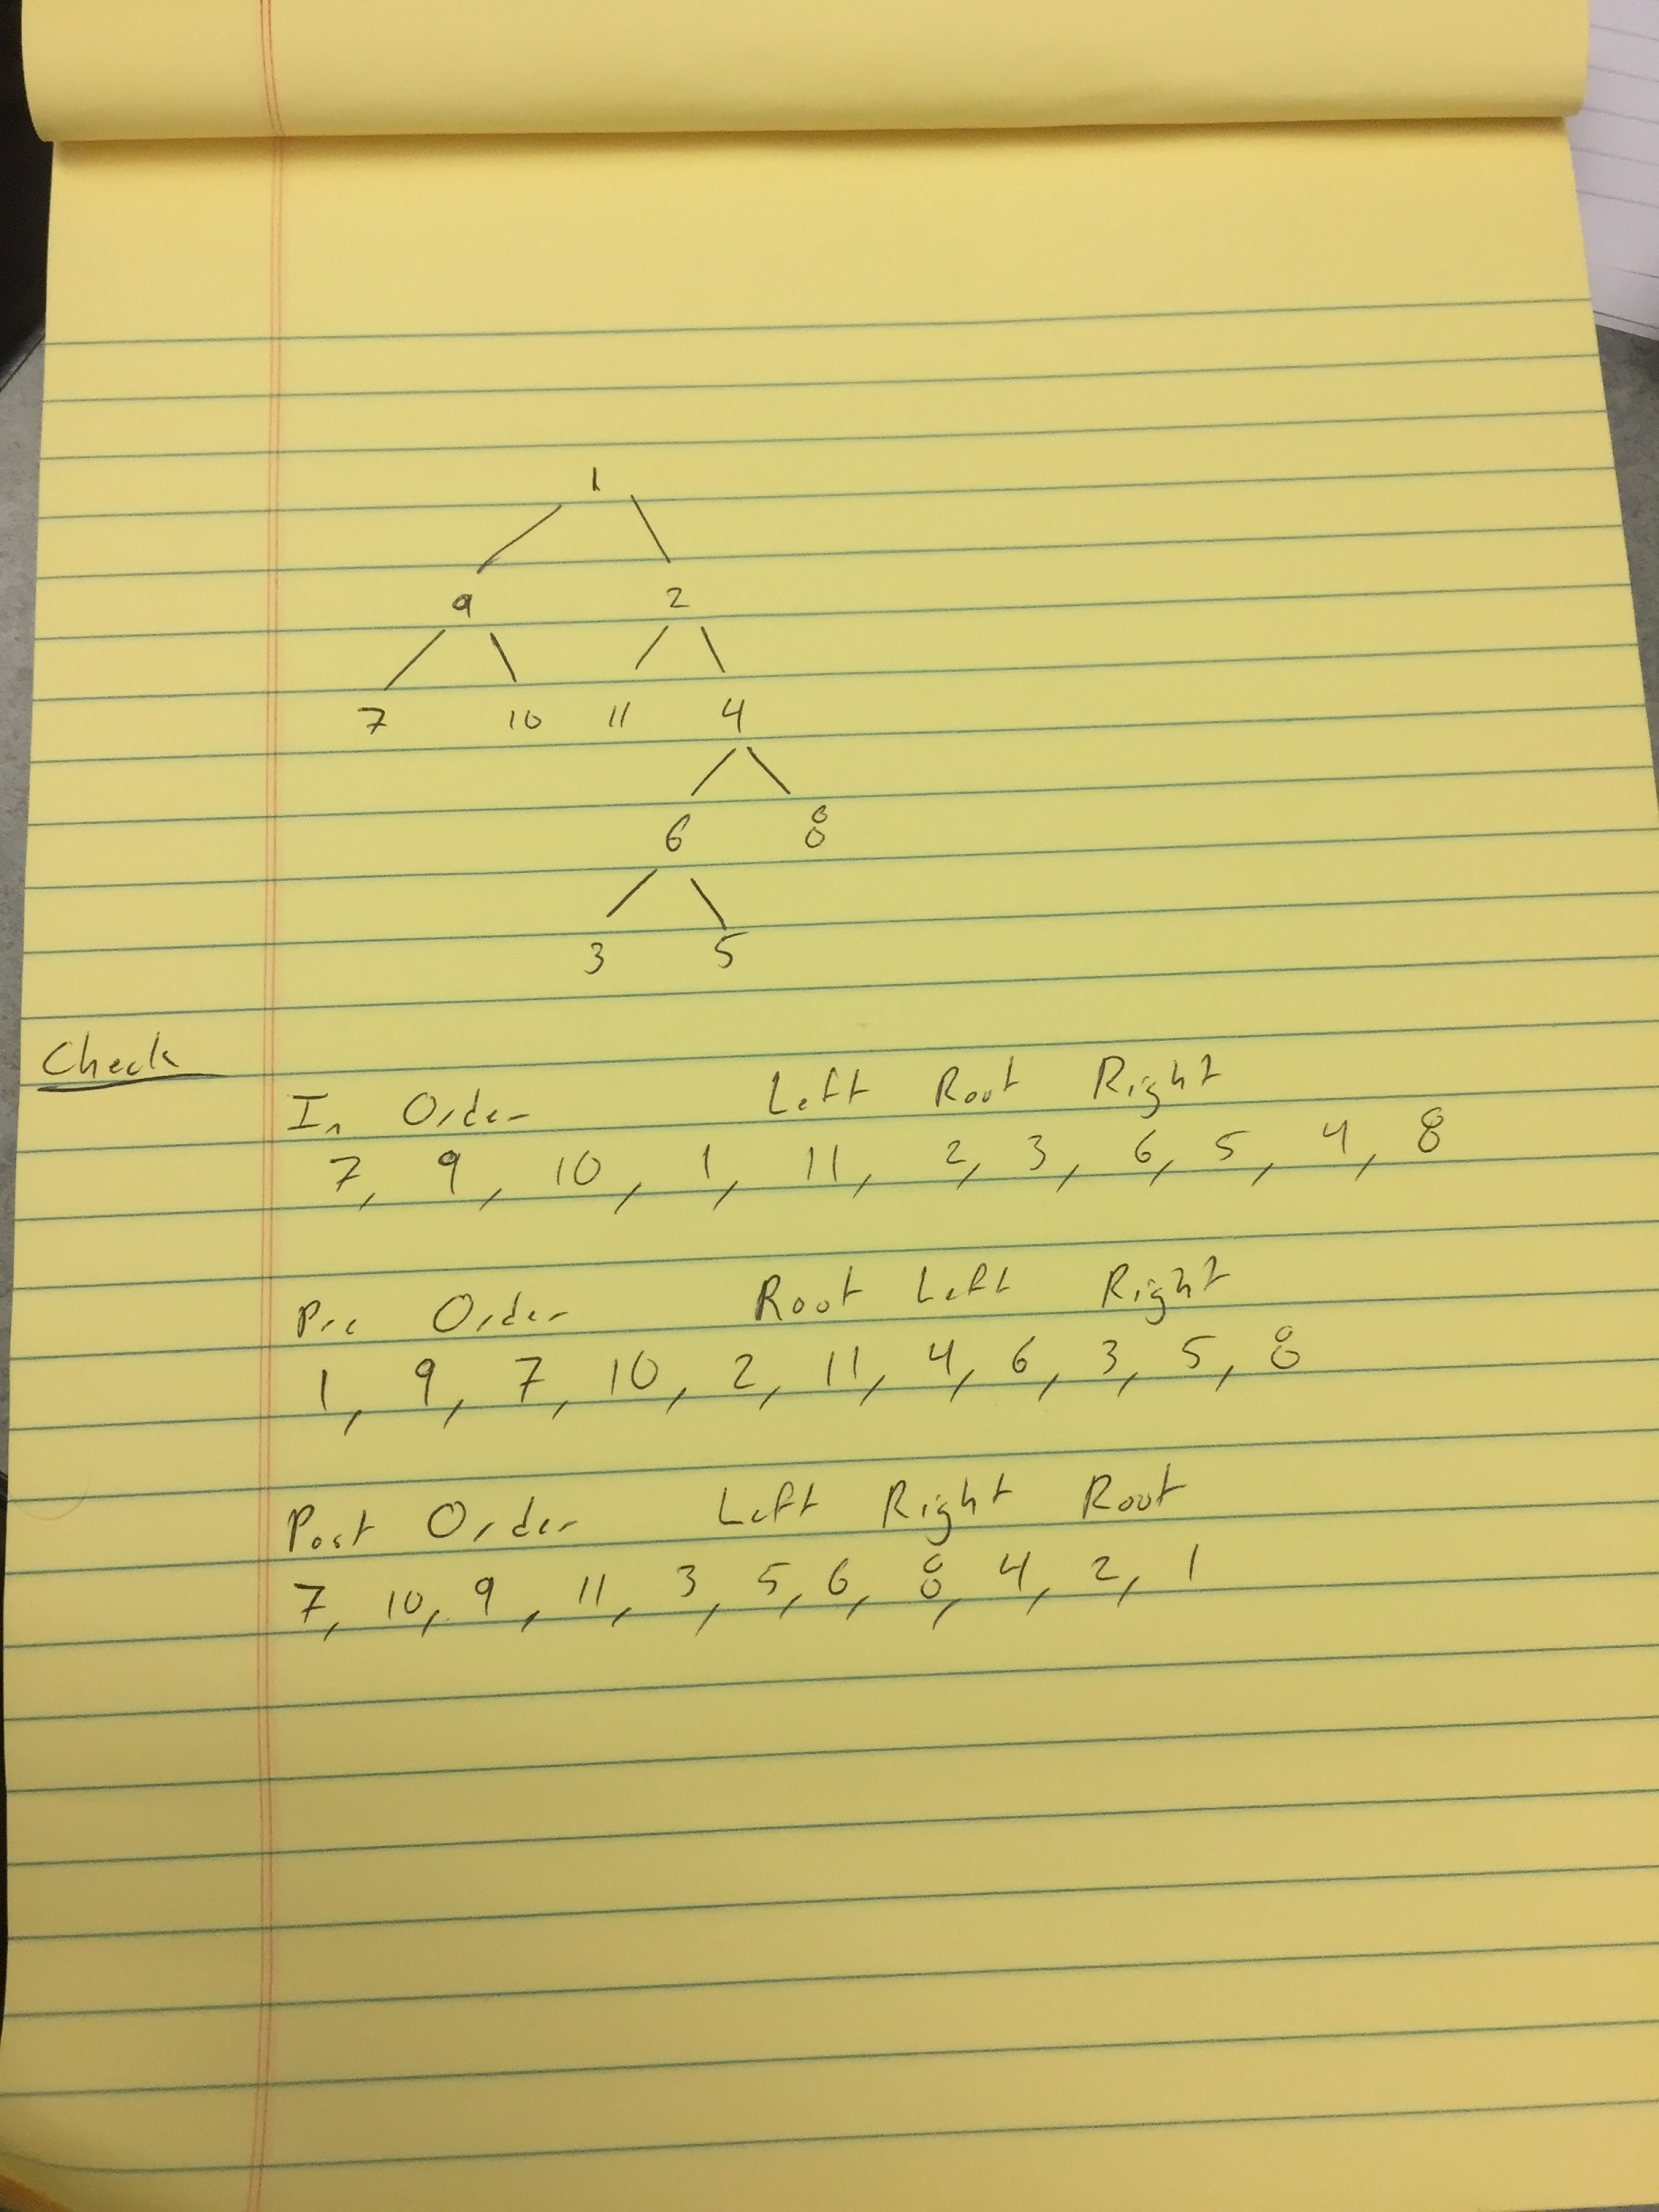 1
9 2
7 10 11 4
6 8
3 5
Check
In Order Left Root Right
7, 9, 10, 1, 11, 2, 3, 6, 5, 4, 8
Pre Order Root Left Right
1, 9, 7, 10, 2, 11, 4, 6, 3, 5, 8
Post Order Left Right Root
7, 10, 9, 11, 3, 5, 6, 8, 4, 2, 1